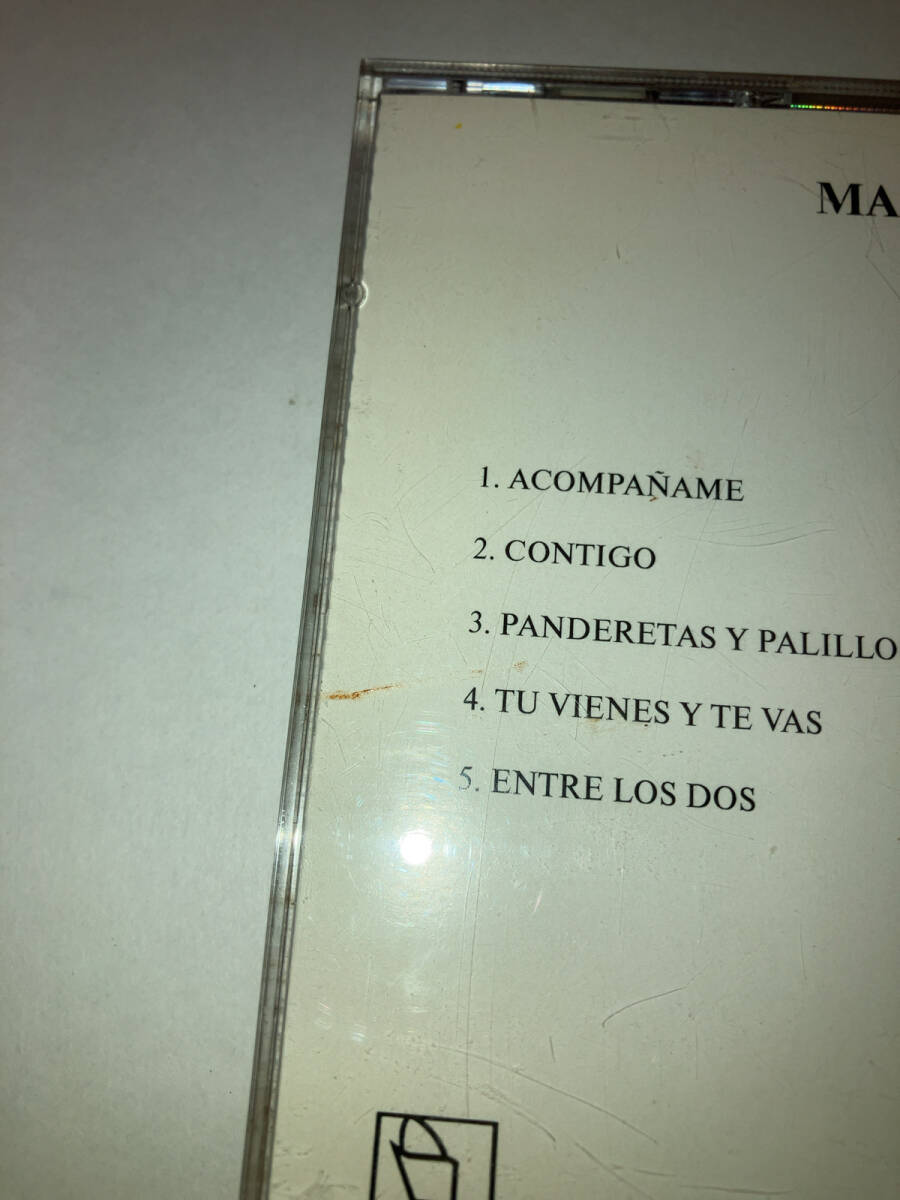 MA
1. ACOMPAÑAME
2. CONTIGO
3. PANDERETAS Y PALILLO
4. TU VIENES Y TE VAS
5. ENTRE LOS DOS